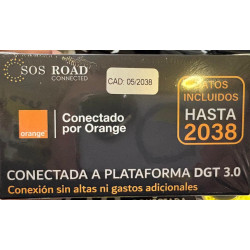 SOS ROAD
CONNECTED
CAD: 05/2038
DATOS
INCLUIDOS
HASTA
2038
orange™
Conectado
por Orange
CONECTADA A PLATAFORMA DGT 3.0
Conexión sin altas ni gastos adicionales